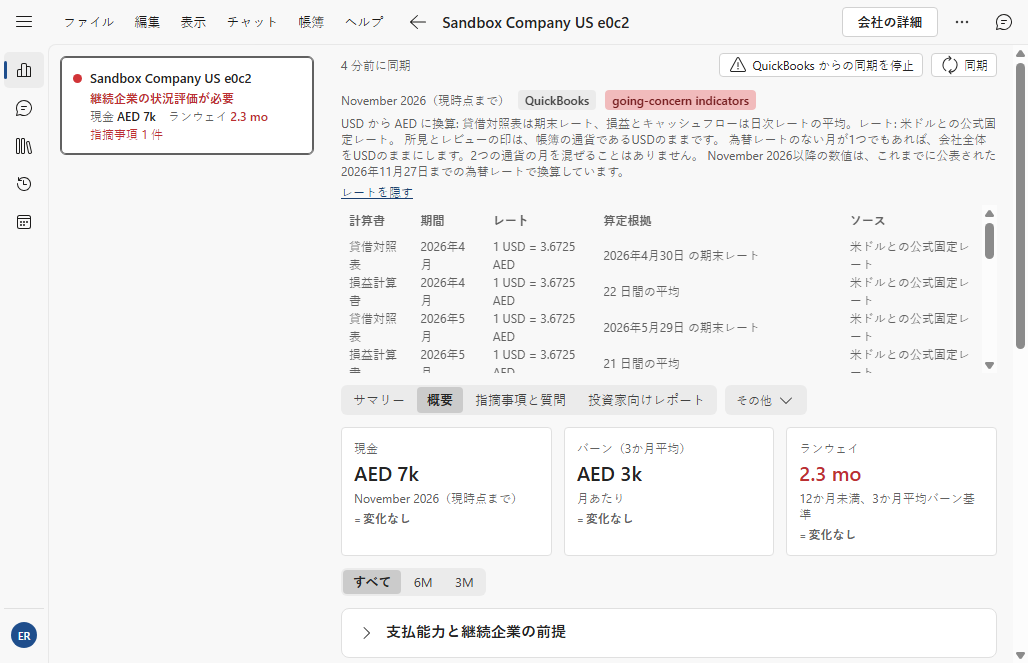 ファイル 編集 表示 チャット 帳簿 ヘルプ Sandbox Company US e0c2 会社の詳細
Sandbox Company US e0c2
継続企業の状況評価が必要
現金 AED 7k ランウェイ 2.3 mo
指摘事項 1 件
4 分前に同期 QuickBooks からの同期を停止 同期
November 2026（現時点まで） QuickBooks going-concern indicators
USD から AED に換算: 貸借対照表は期末レート、損益とキャッシュフローは日次レートの平均。レート: 米ドルとの公式固
定レート。 所見とレビューの印は、帳簿の通貨であるUSDのままです。 為替レートのない月が1つでもあれば、会社全体
をUSDのままにします。2つの通貨の月を混ぜることはありません。 November 2026以降の数値は、これまでに公表された
2026年11月27日までの為替レートで換算しています。
レートを隠す
計算書 期間 レート 算定根拠 ソース
貸借対照表 2026年4月 1 USD = 3.6725 AED 2026年4月30日 の期末レート 米ドルとの公式固定レート
損益計算書 2026年4月 1 USD = 3.6725 AED 22 日間の平均 米ドルとの公式固定レート
貸借対照表 2026年5月 1 USD = 3.6725 AED 2026年5月29日 の期末レート 米ドルとの公式固定レート
損益計算書 2026年5月 1 USD = 3.6725 AED 21 日間の平均 米ドルとの公式固定レート
サマリー 概要 指摘事項と質問 投資家向けレポート その他
現金
AED 7k
November 2026（現時点まで）
= 変化なし
バーン（3か月平均）
AED 3k
月あたり
= 変化なし
ランウェイ
2.3 mo
12か月未満、3か月平均バーン基
準
= 変化なし
すべて 6M 3M
支払能力と継続企業の前提
ER